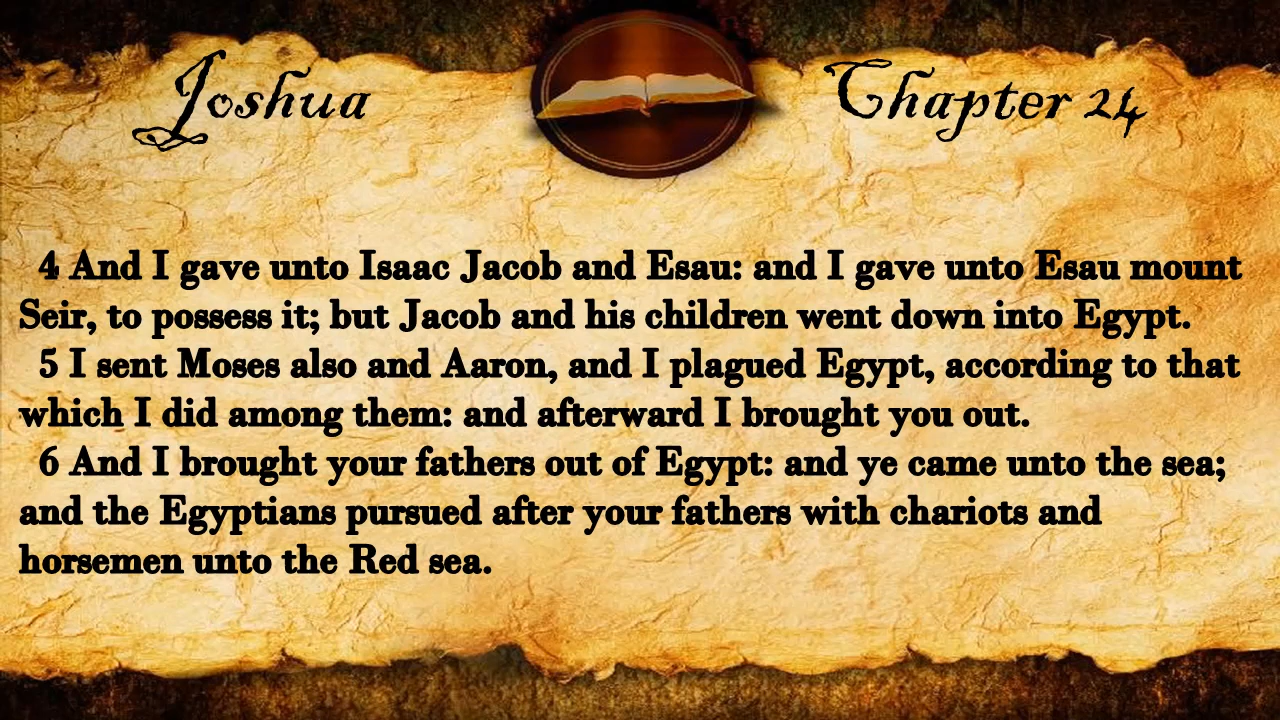 Joshua
Chapter 24
4 And I gave unto Isaac Jacob and Esau: and I gave unto Esau mount
Seir, to possess it; but Jacob and his children went down into Egypt.
5 I sent Moses also and Aaron, and I plagued Egypt, according to that
which I did among them: and afterward I brought you out.
6 And I brought your fathers out of Egypt: and ye came unto the sea;
and the Egyptians pursued after your fathers with chariots and
horsemen unto the Red sea.